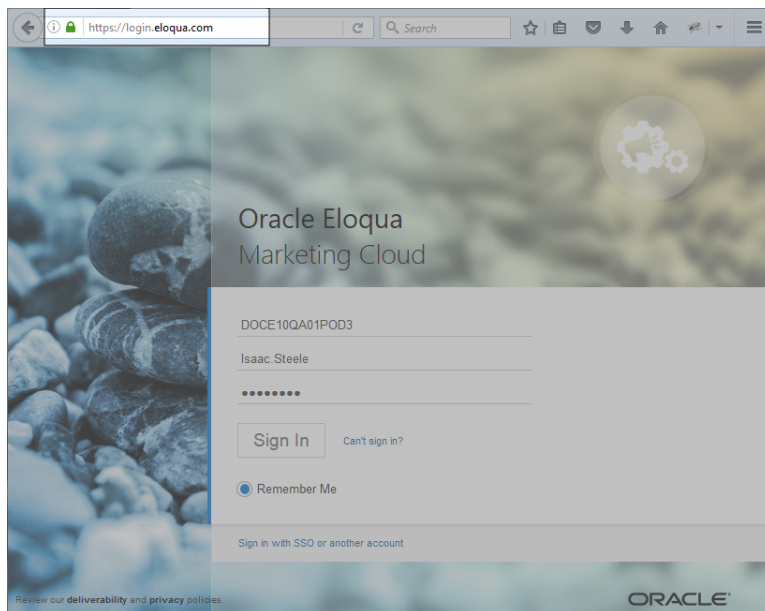 https://login.eloqua.com
Search
Oracle Eloqua
Marketing Cloud
DOCE10QA01POD3
Isaac.Steele
••••••••
Sign In Can't sign in?
Remember Me
Sign in with SSO or another account
Review our deliverability and privacy policies
ORACLE